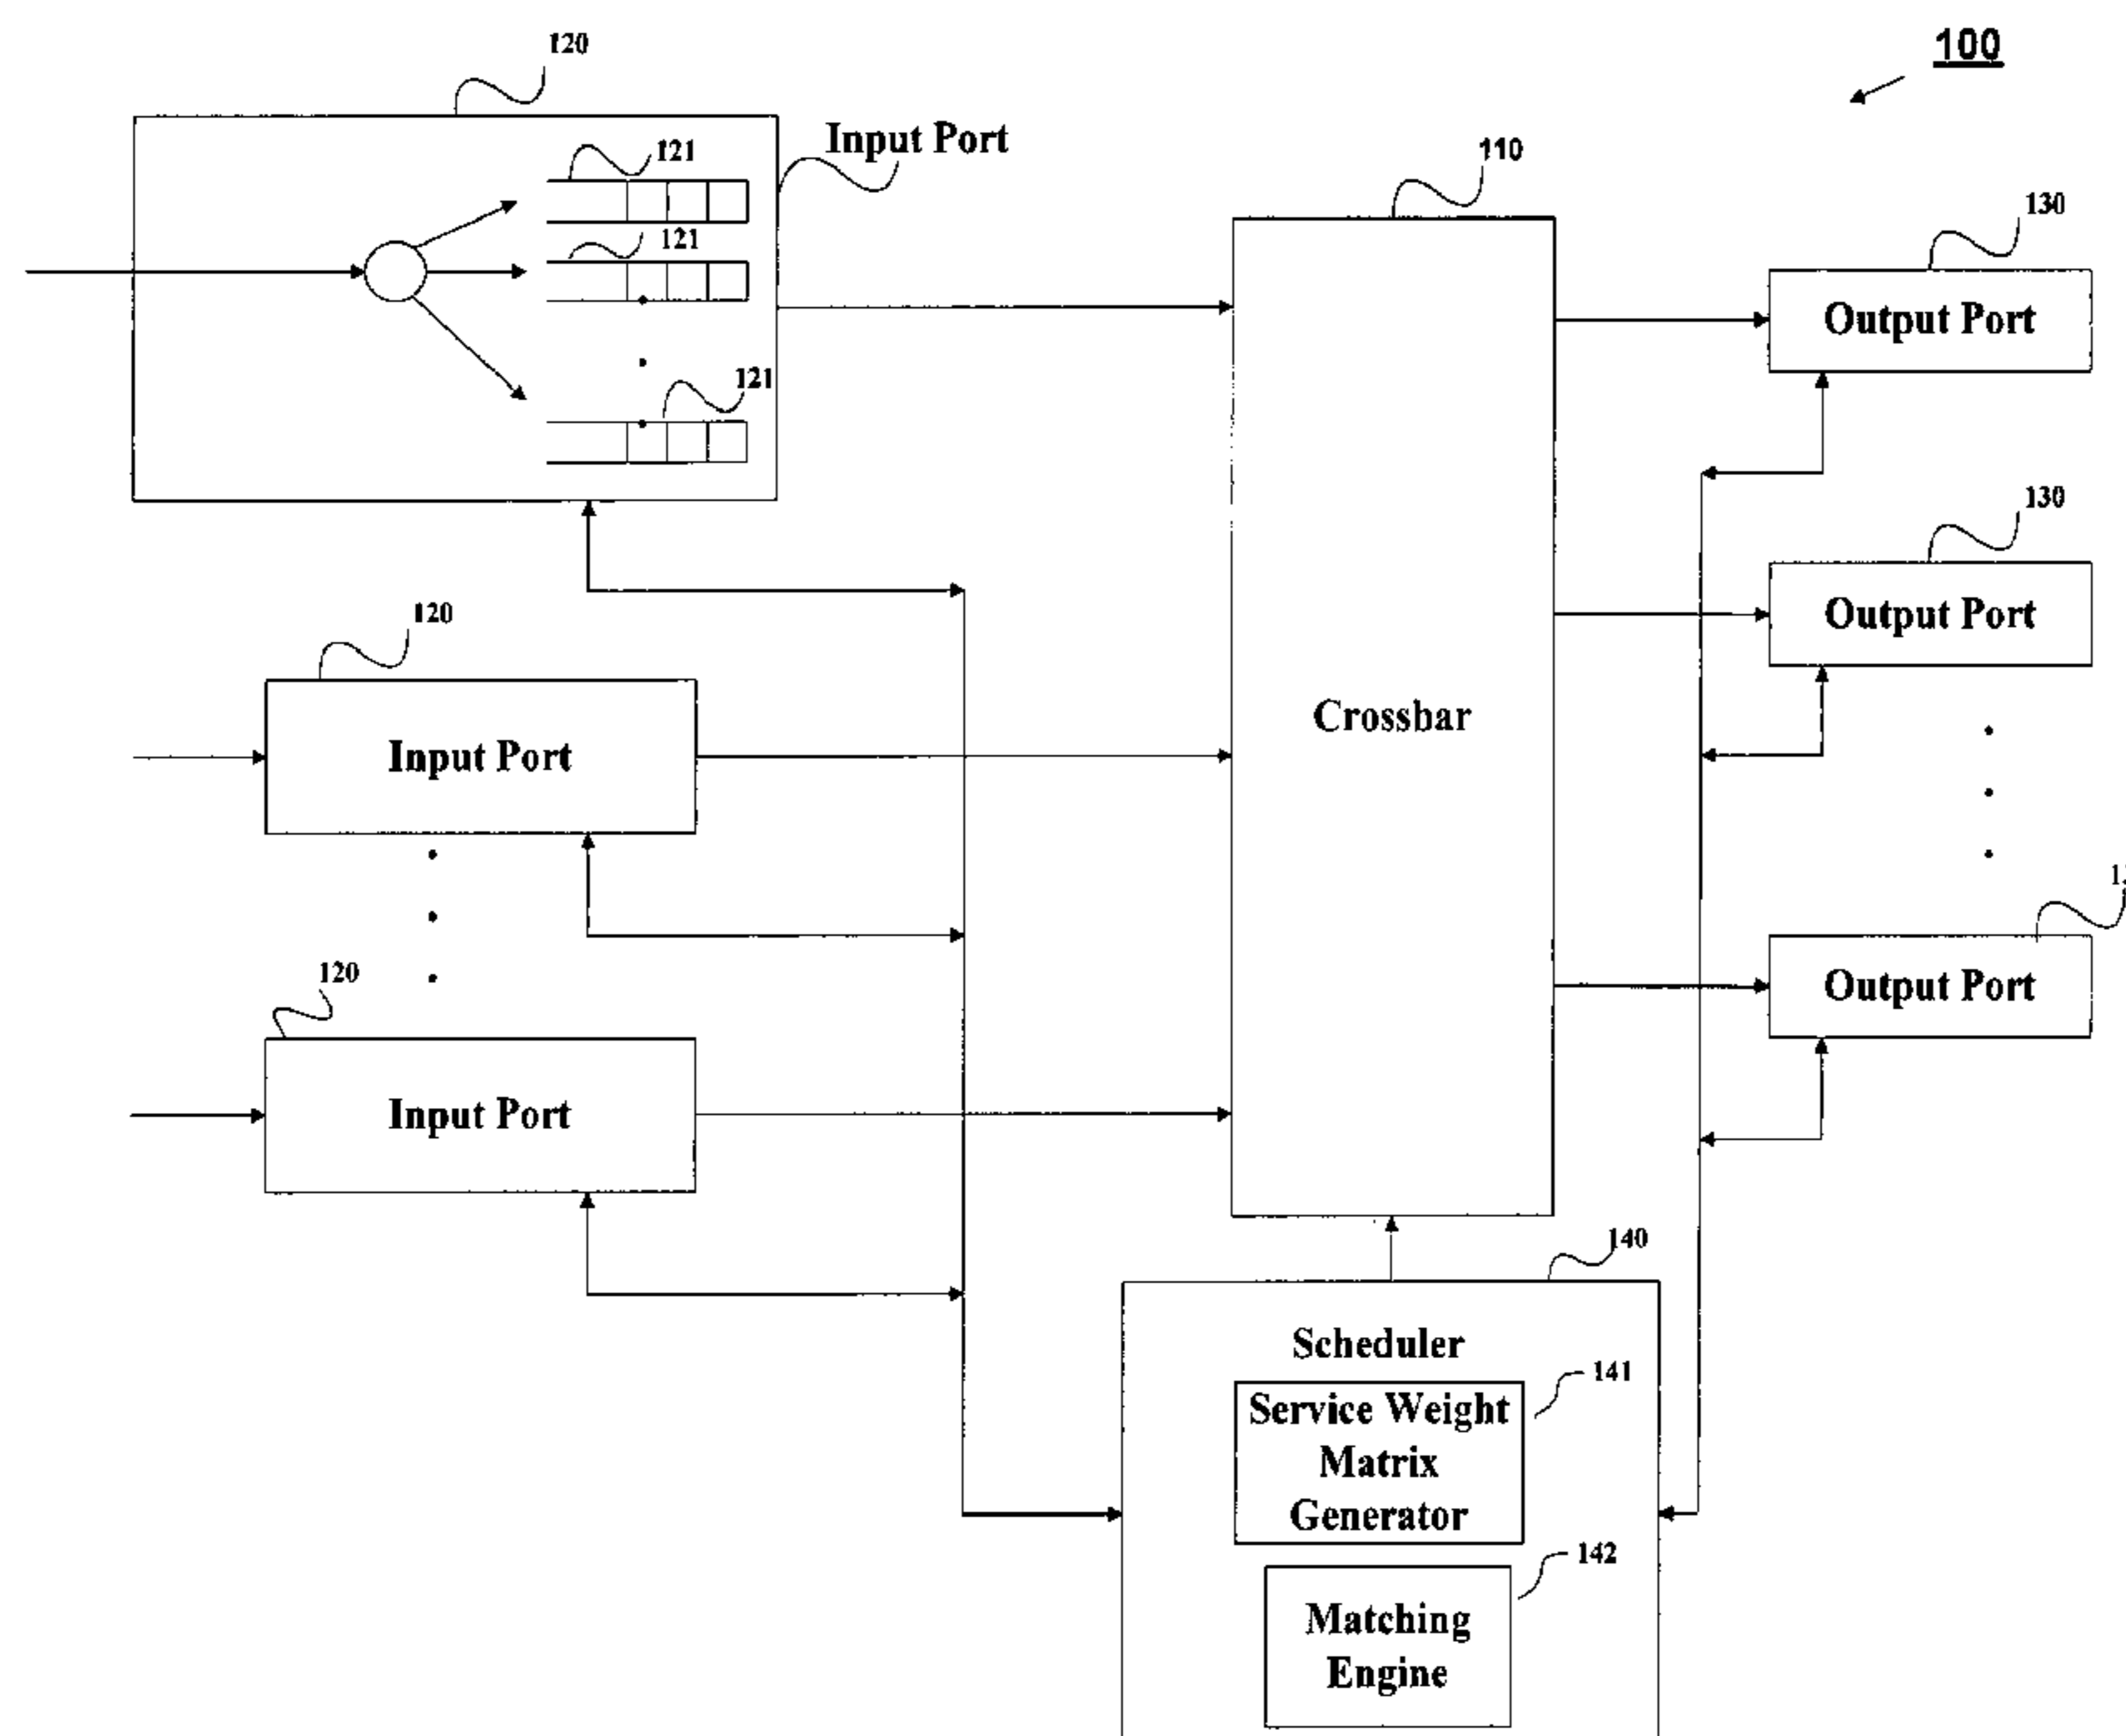 120
100
Input Port
121
110
121
130
Output Port
121
130
Output Port
120
Crossbar
Input Port
120
Output Port
Input Port
140
Scheduler
141
Service Weight
Matrix
Generator
142
Matching
Engine